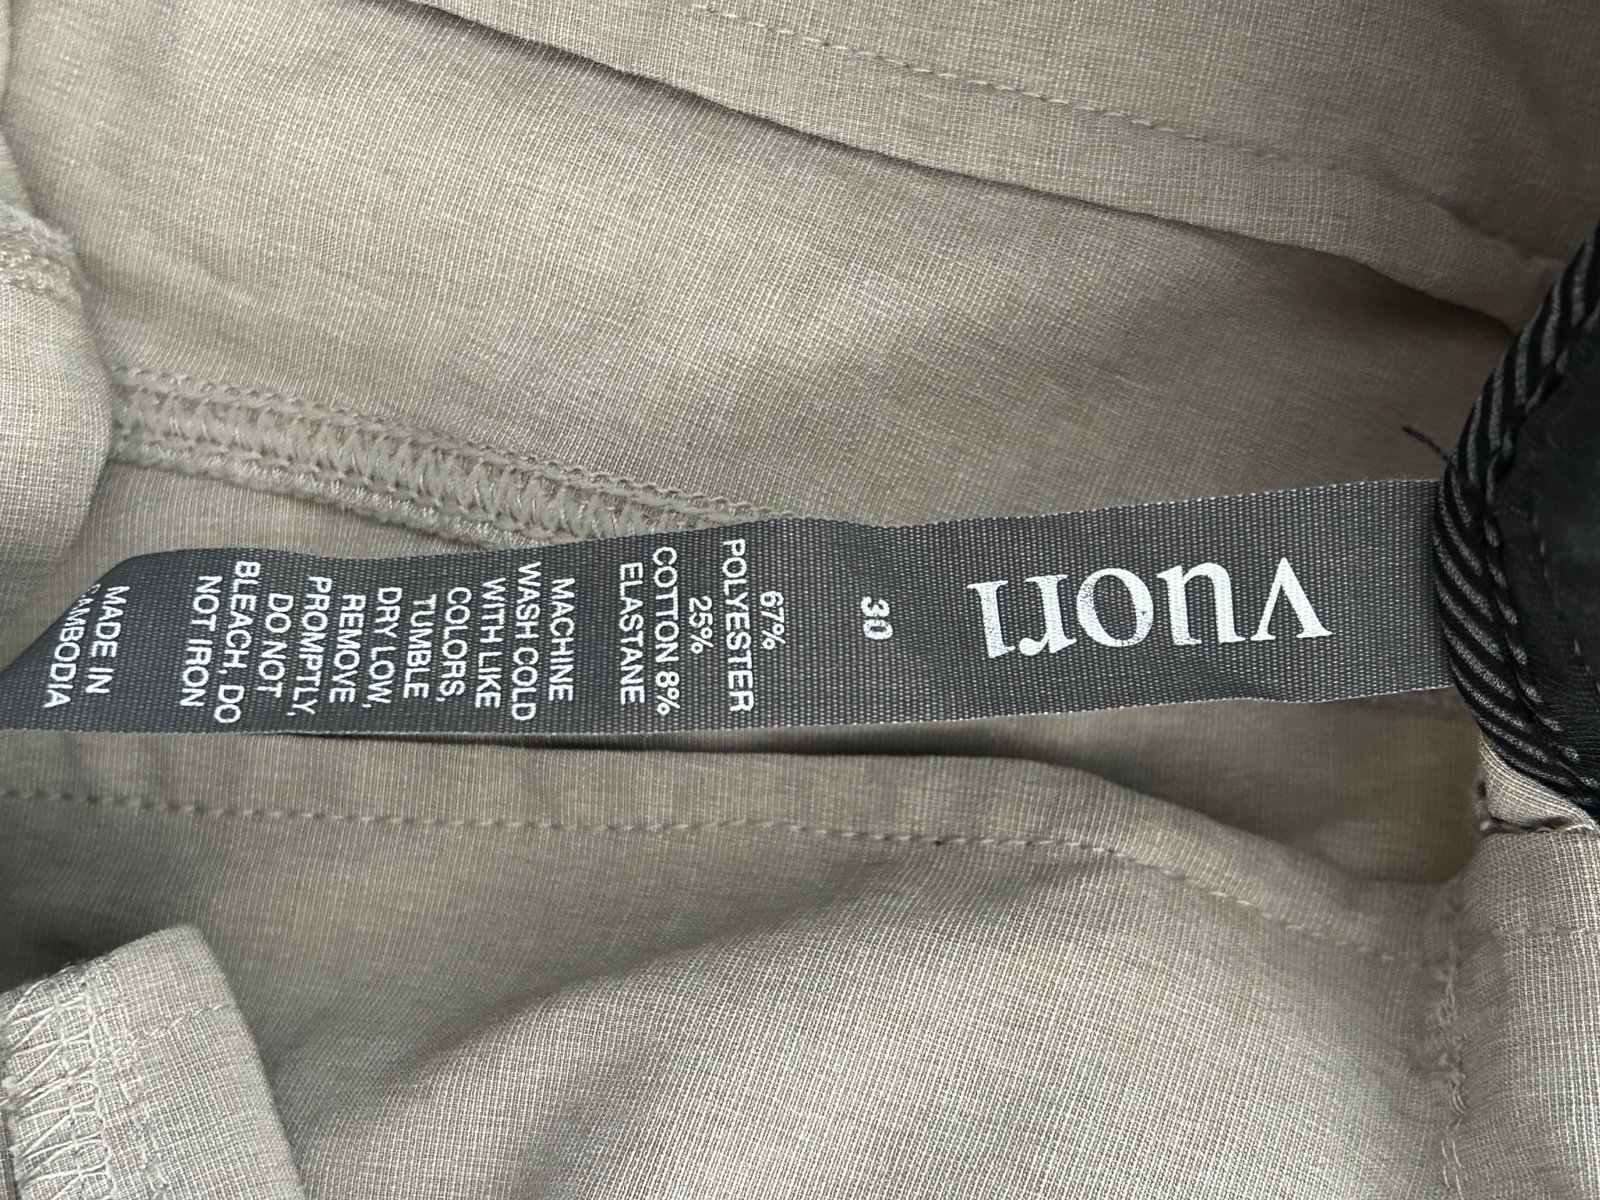 vuori
30
67%
POLYESTER
25%
COTTON 8%
ELASTANE
MACHINE
WASH COLD
WITH LIKE
COLORS,
TUMBLE
DRY LOW,
REMOVE
PROMPTLY,
DO NOT
BLEACH, DO
NOT IRON
MADE IN
CAMBODIA